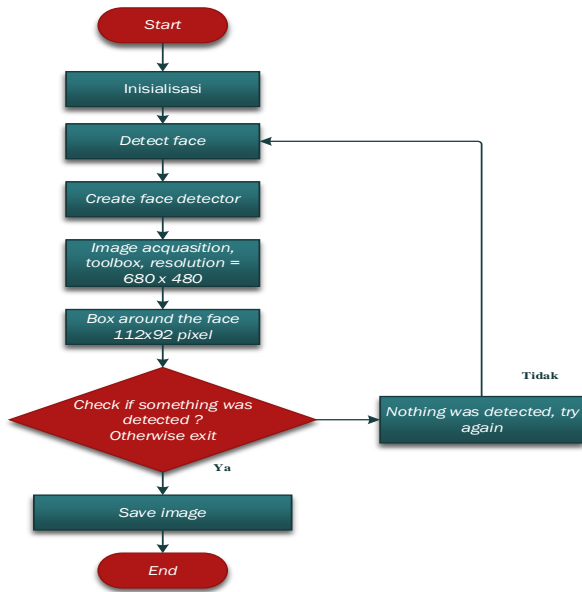 Start
Inisialisasi
Detect face
Create face detector
Image acquasition,
toolbox, resolution =
680 x 480
Box around the face
112x92 pixel
Check if something was
detected ?
Otherwise exit
Tidak
Nothing was detected, try
again
Ya
Save image
End